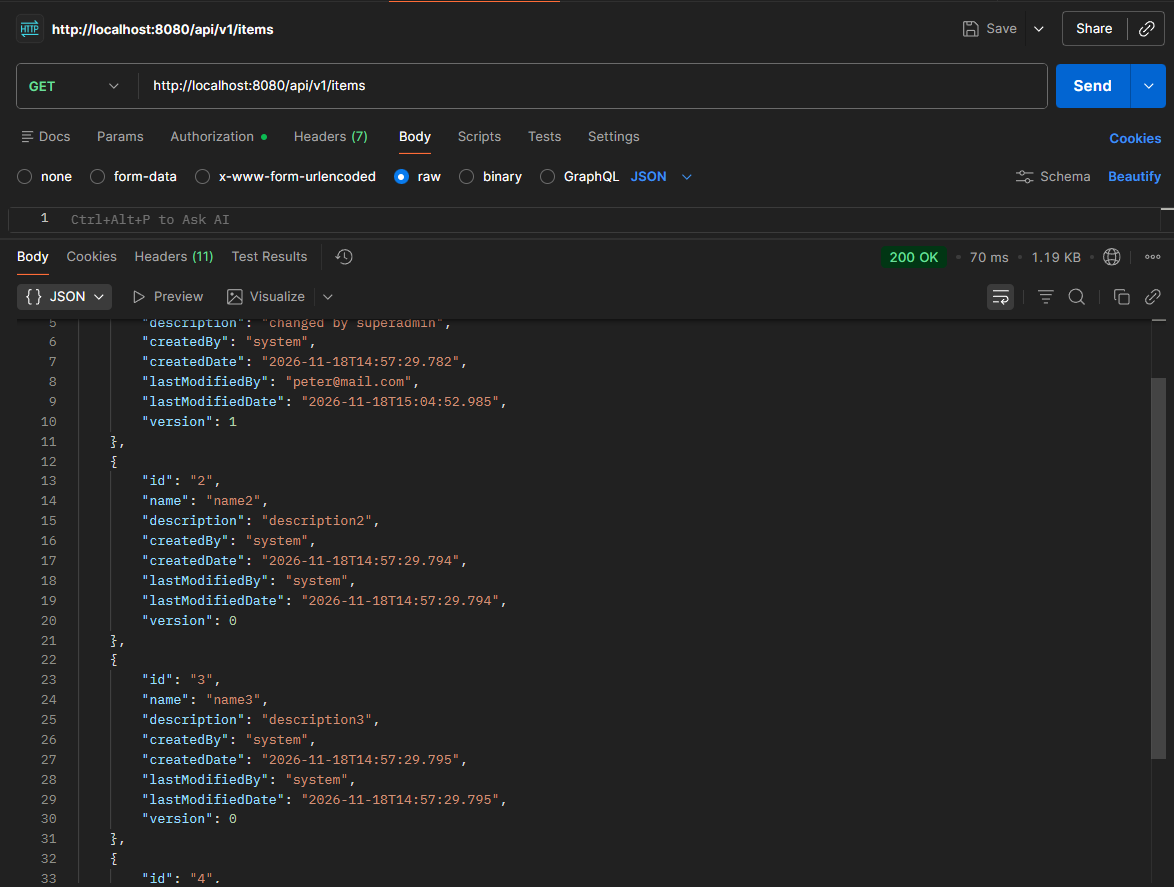 HTTP http://localhost:8080/api/v1/items Save Share
GET http://localhost:8080/api/v1/items Send
Docs Params Authorization Headers (7) Body Scripts Tests Settings Cookies
none form-data x-www-form-urlencoded raw binary GraphQL JSON Schema Beautify
1 Ctrl+Alt+P to Ask AI
Body Cookies Headers (11) Test Results 200 OK • 70 ms • 1.19 KB •
{} JSON Preview Visualize
5 "description": "changed by superadmin",
6 "createdBy": "system",
7 "createdDate": "2026-11-18T14:57:29.782",
8 "lastModifiedBy": "peter@mail.com",
9 "lastModifiedDate": "2026-11-18T15:04:52.985",
10 "version": 1
11 },
12 {
13 "id": "2",
14 "name": "name2",
15 "description": "description2",
16 "createdBy": "system",
17 "createdDate": "2026-11-18T14:57:29.794",
18 "lastModifiedBy": "system",
19 "lastModifiedDate": "2026-11-18T14:57:29.794",
20 "version": 0
21 },
22 {
23 "id": "3",
24 "name": "name3",
25 "description": "description3",
26 "createdBy": "system",
27 "createdDate": "2026-11-18T14:57:29.795",
28 "lastModifiedBy": "system",
29 "lastModifiedDate": "2026-11-18T14:57:29.795",
30 "version": 0
31 },
32 {
33 "id": "4",